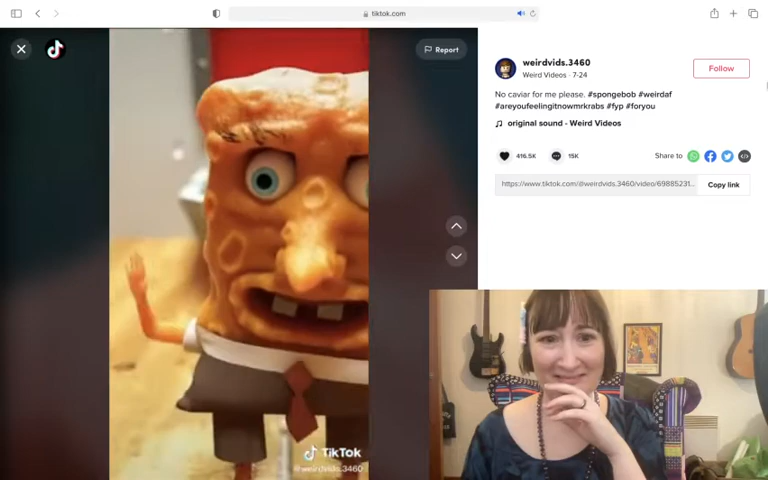 tiktok.com
Report
weirdvids.3460
Weird Videos · 7-24
Follow
No caviar for me please. #spongebob #weirdaf
#areyoufeelingitnowmrkrabs #fyp #foryou
original sound - Weird Videos
416.5K
15K
Share to
https://www.tiktok.com/@weirdvids.3460/video/69885231...
Copy link
TikTok
@weirdvids.3460